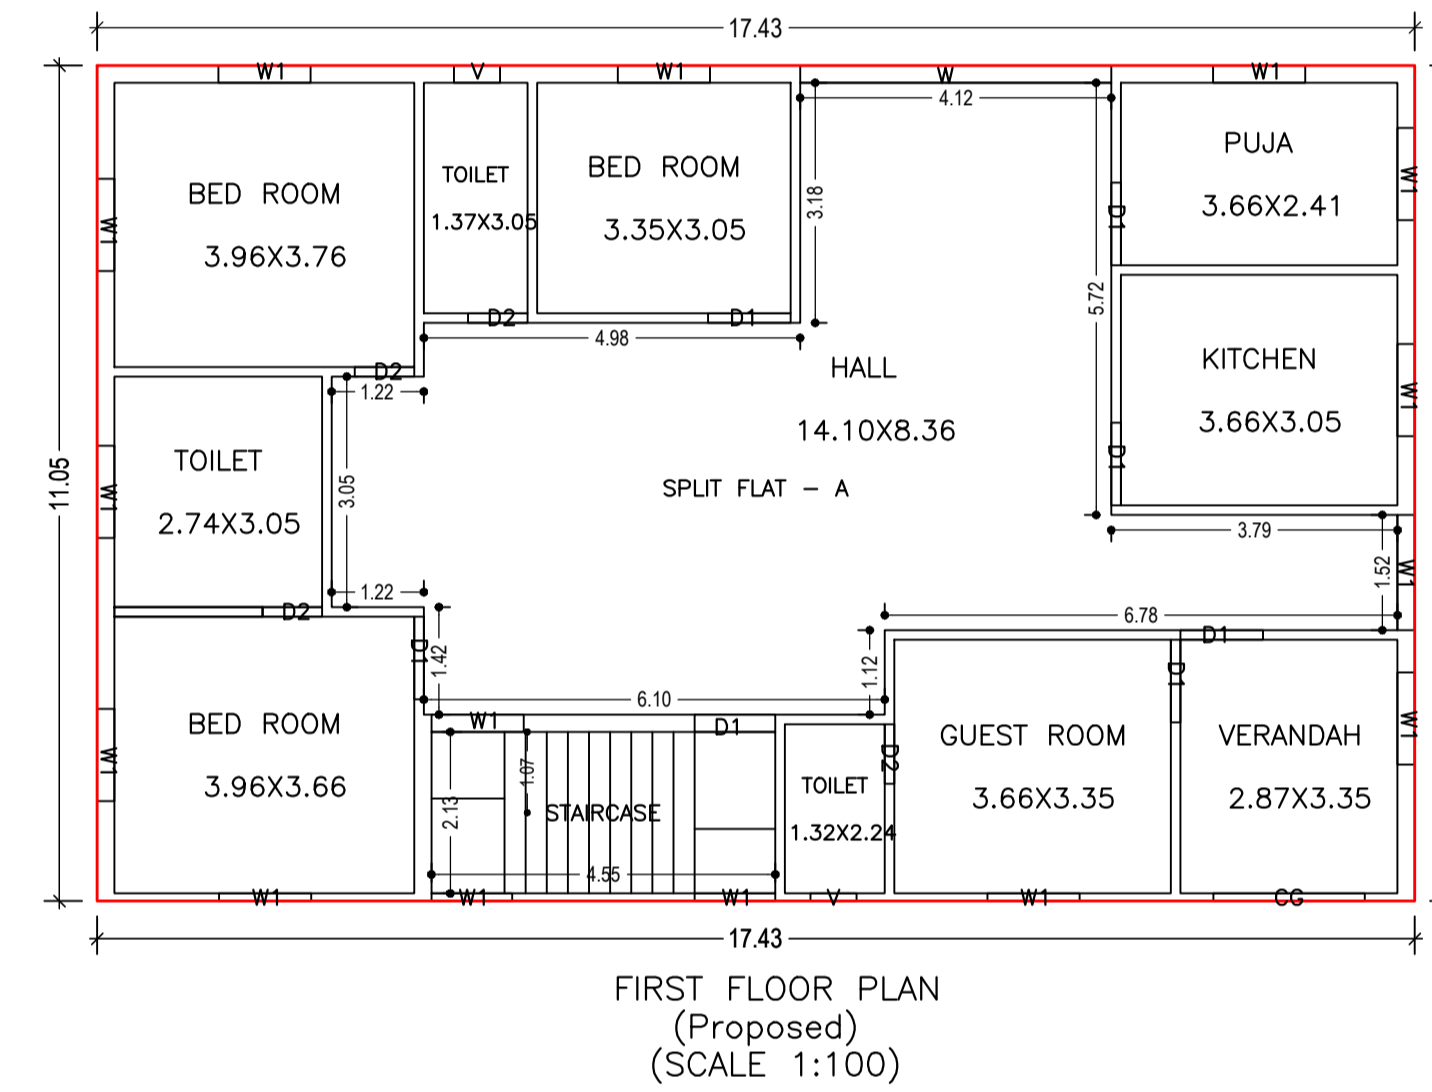 17.43
W1
V
W1
W
W1
4.12
BED ROOM
3.96X3.76
TOILET
1.37X3.05
BED ROOM
3.35X3.05
3.18
PUJA
3.66X2.41
W1
W1
D1
D2
D1
4.98
5.72
HALL
14.10X8.36
KITCHEN
3.66X3.05
W1
D1
D2
1.22
11.05
TOILET
2.74X3.05
W1
3.05
SPLIT FLAT - A
3.79
1.52
W1
1.22
D2
6.78
D1
D1
1.42
1.12
D1
6.10
W1
D1
BED ROOM
3.96X3.66
W1
2.13
1.07
STAIRCASE
4.55
TOILET
1.32X2.24
D2
GUEST ROOM
3.66X3.35
VERANDAH
2.87X3.35
W1
W1
W1
W1
V
W1
CG
17.43
FIRST FLOOR PLAN
(Proposed)
(SCALE 1:100)